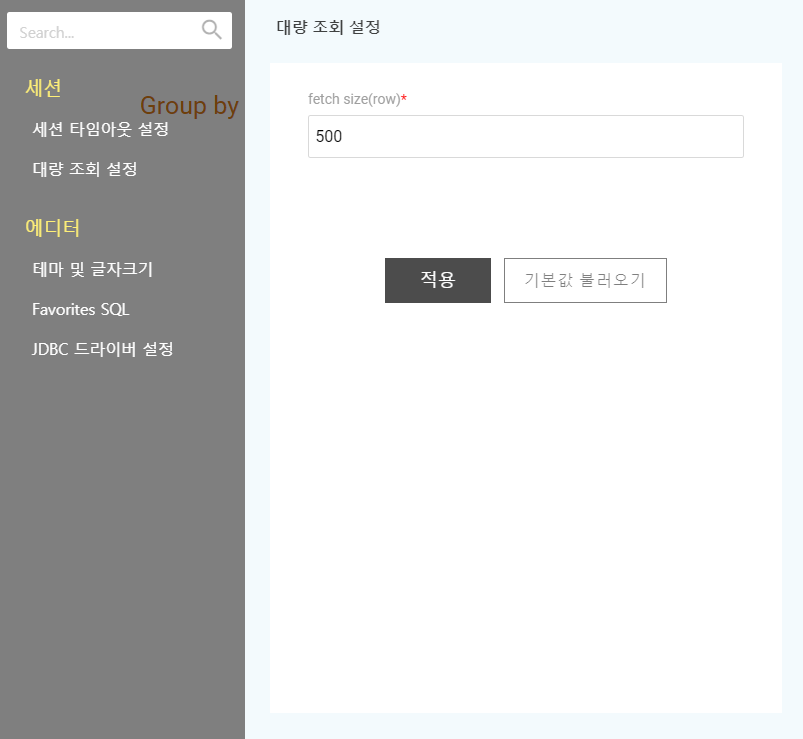 Search...
세션
Group by
세션 타임아웃 설정
대량 조회 설정
에디터
테마 및 글자크기
Favorites SQL
JDBC 드라이버 설정
대량 조회 설정
fetch size(row)*
500
적용
기본값 불러오기